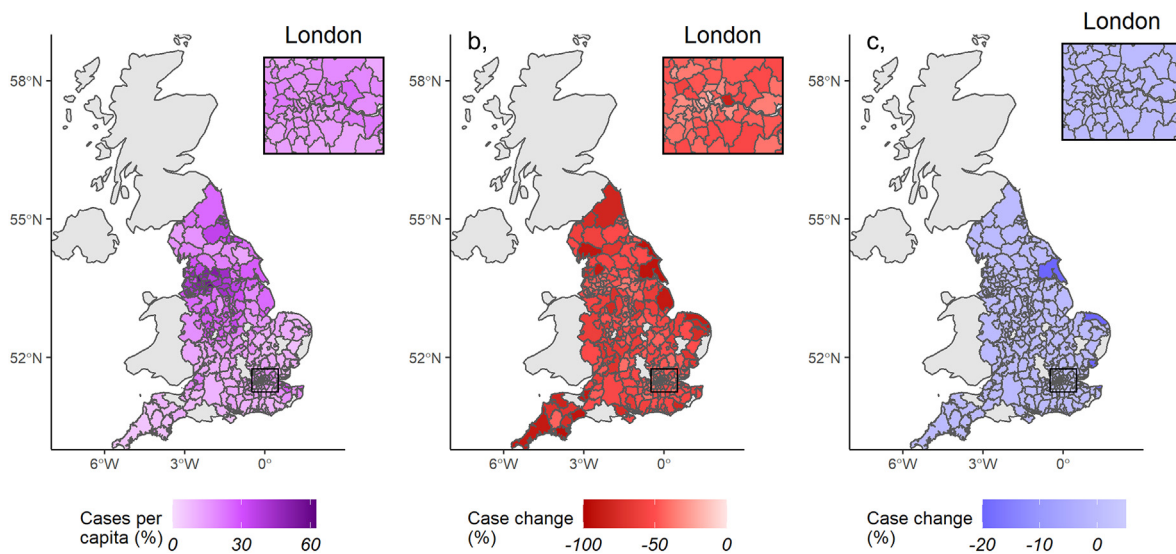 London
b,
London
c,
London
58°N
58°N
58°N
55°N
55°N
55°N
52°N
52°N
52°N
6°W
3°W
0°
6°W
3°W
0°
6°W
3°W
0°
Cases per
capita (%)
0
30
60
Case change
(%)
-100
-50
0
Case change
(%)
-20
-10
0